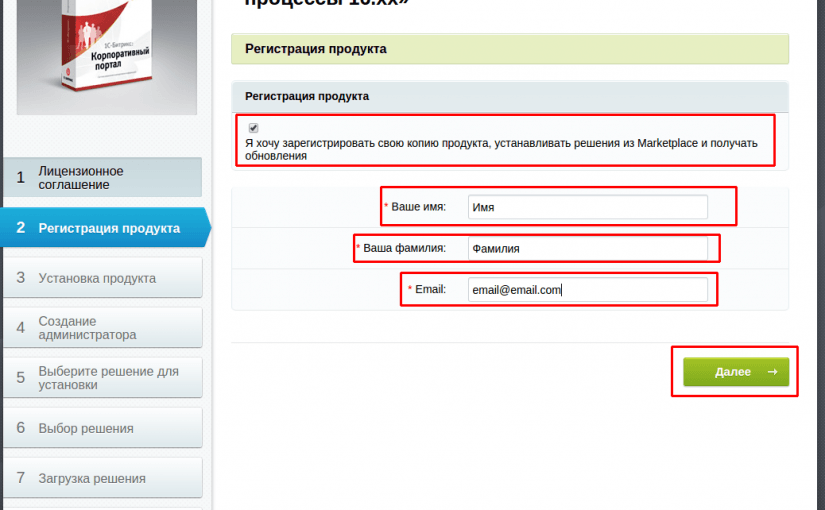 процессы 16.xx»
1С-Битрикс:
Корпоративный
портал
Регистрация продукта
Регистрация продукта
Я хочу зарегистрировать свою копию продукта, устанавливать решения из Marketplace и получать
обновления
* Ваше имя: Имя
* Ваша фамилия: Фамилия
* Email: email@email.com
Далее →
1 Лицензионное
соглашение
2 Регистрация продукта
3 Установка продукта
4 Создание
администратора
5 Выберите решение для
установки
6 Выбор решения
7 Загрузка решения